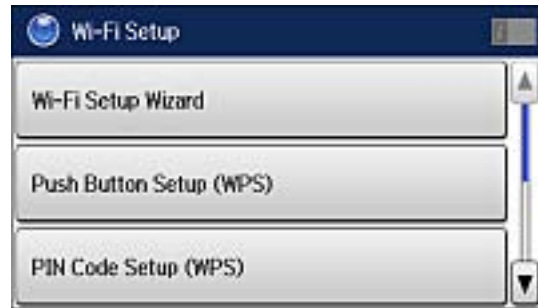 Wi-Fi Setup
Wi-Fi Setup Wizard
Push Button Setup (WPS)
PIN Code Setup (WPS)